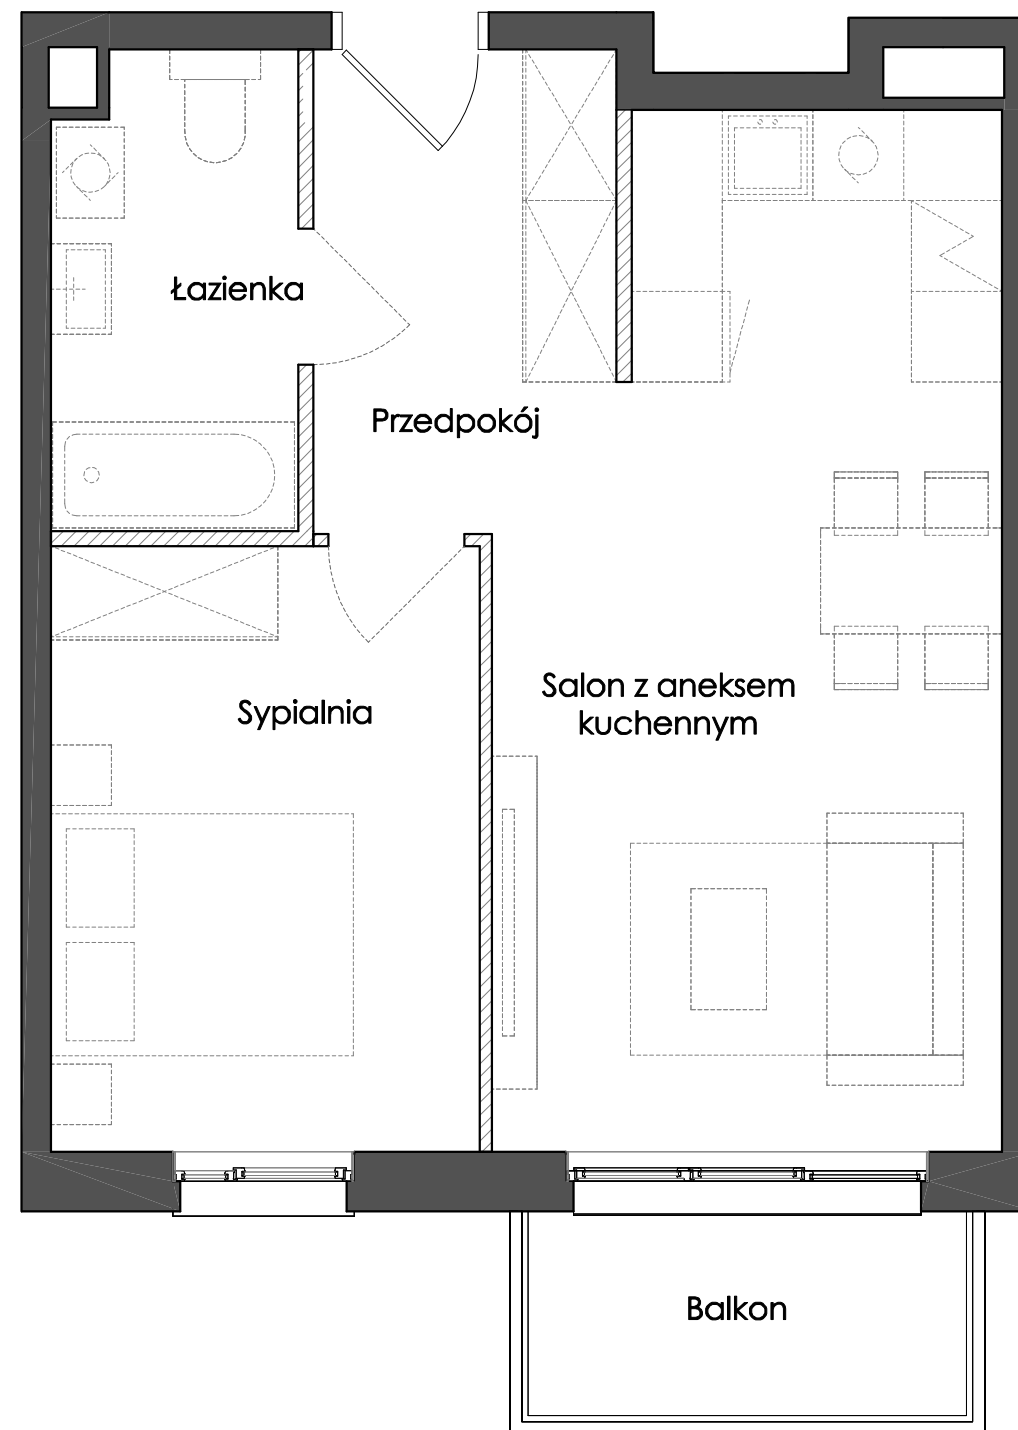 Łazienka
Przedpokój
Sypialnia
Salon z aneksem
kuchennym
Balkon